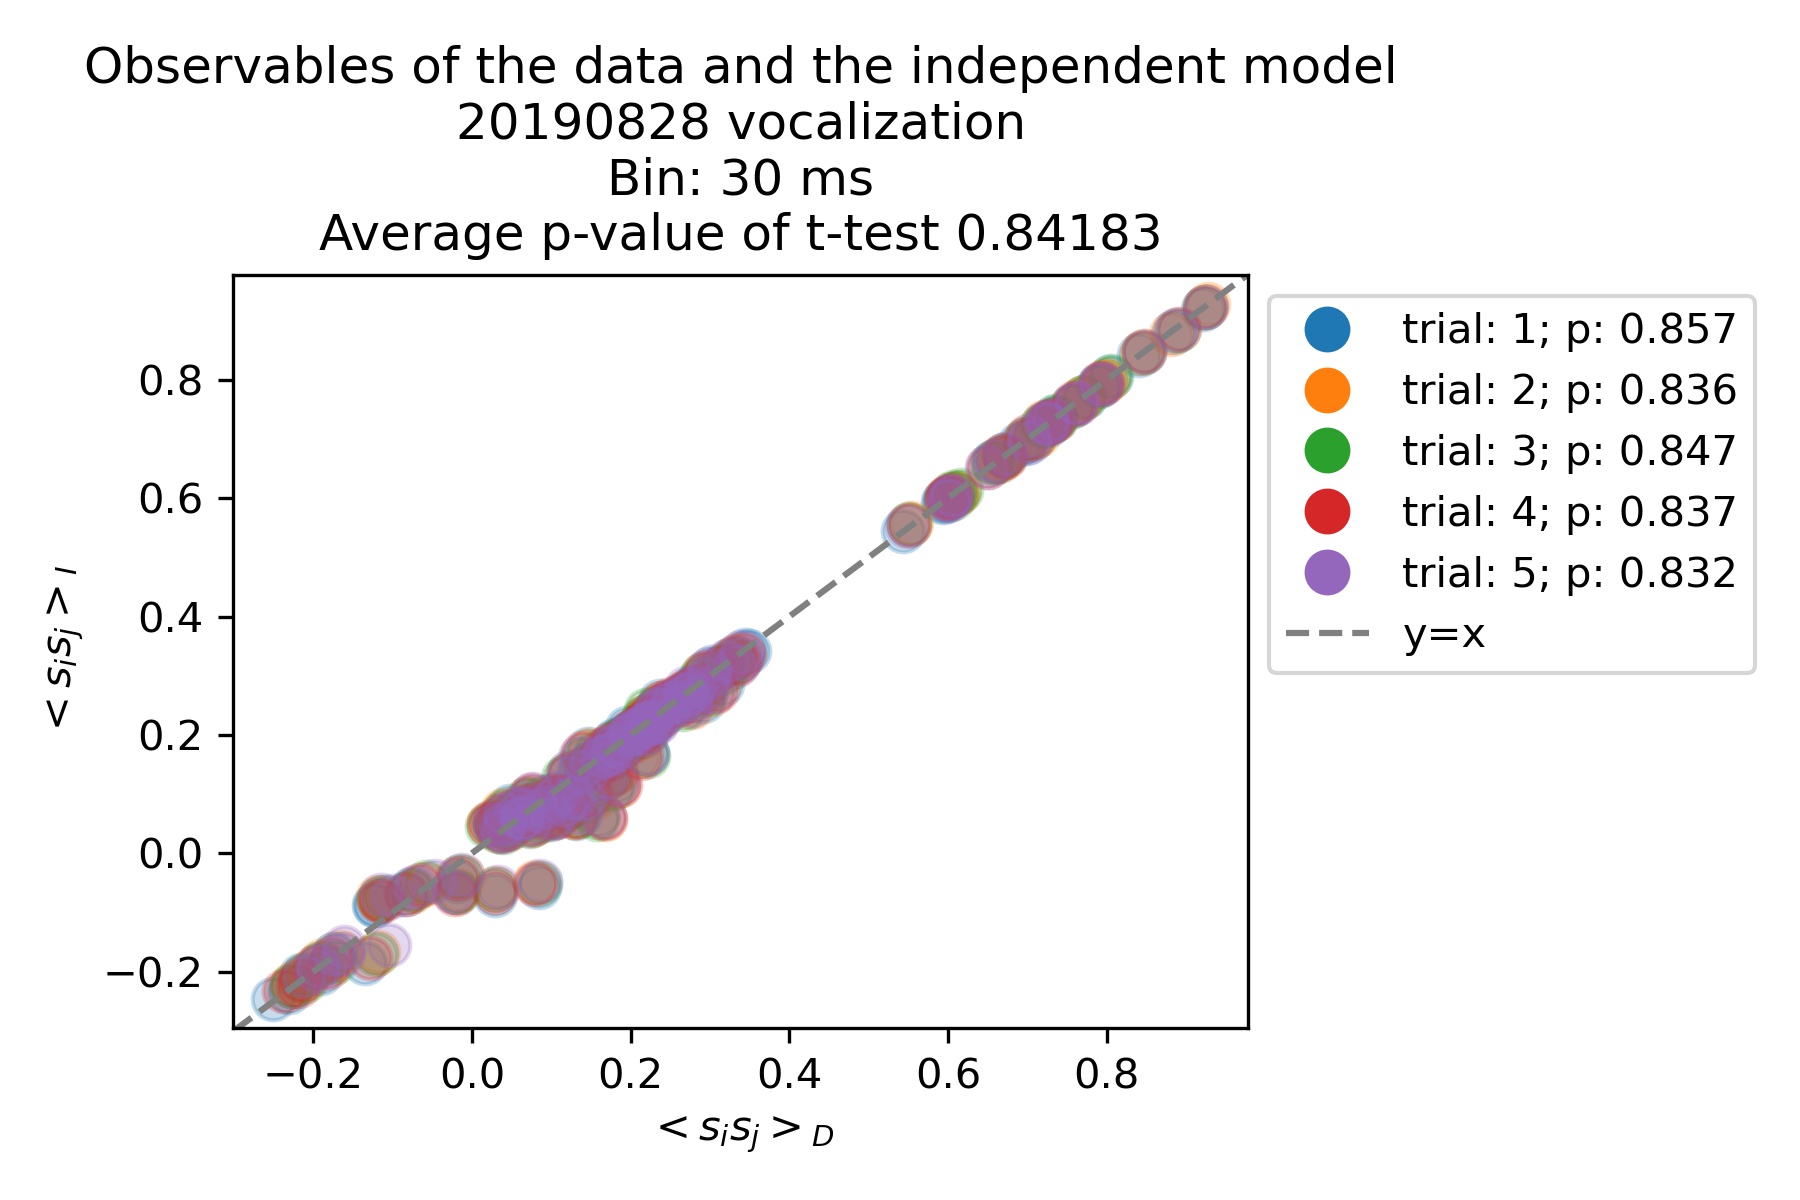 Observables of the data and the independent model
20190828 vocalization
Bin: 30 ms
Average p-value of t-test 0.84183
0.8
0.6
0.4
0.2
0.0
−0.2
<s_i s_j>_I
−0.2 0.0 0.2 0.4 0.6 0.8
<s_i s_j>_D
trial: 1; p: 0.857
trial: 2; p: 0.836
trial: 3; p: 0.847
trial: 4; p: 0.837
trial: 5; p: 0.832
y=x